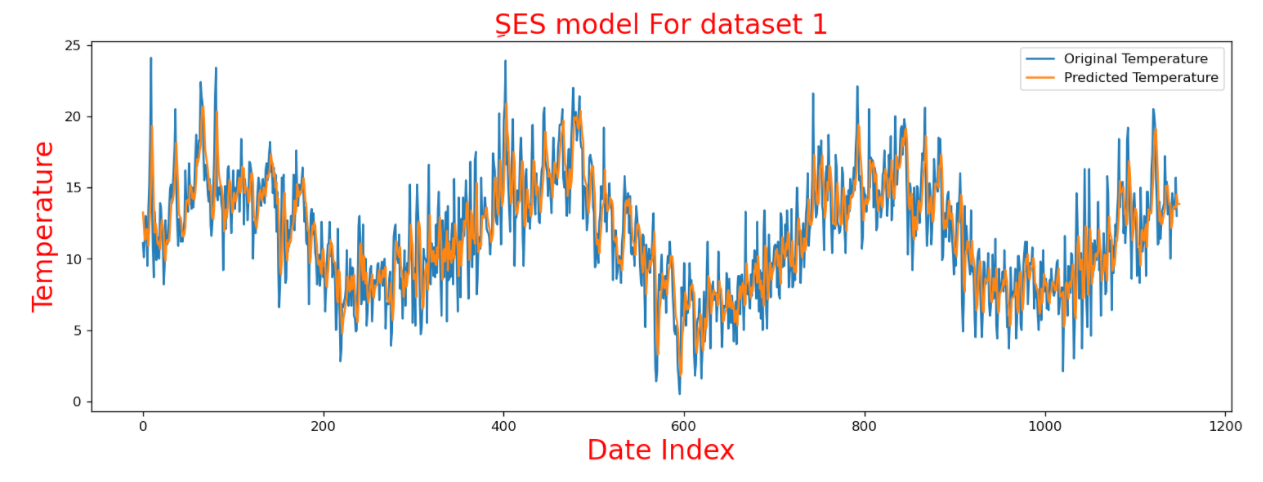 SES model For dataset 1
25
20
15
10
5
0
Temperature
Original Temperature
Predicted Temperature
0 200 400 600 800 1000 1200
Date Index